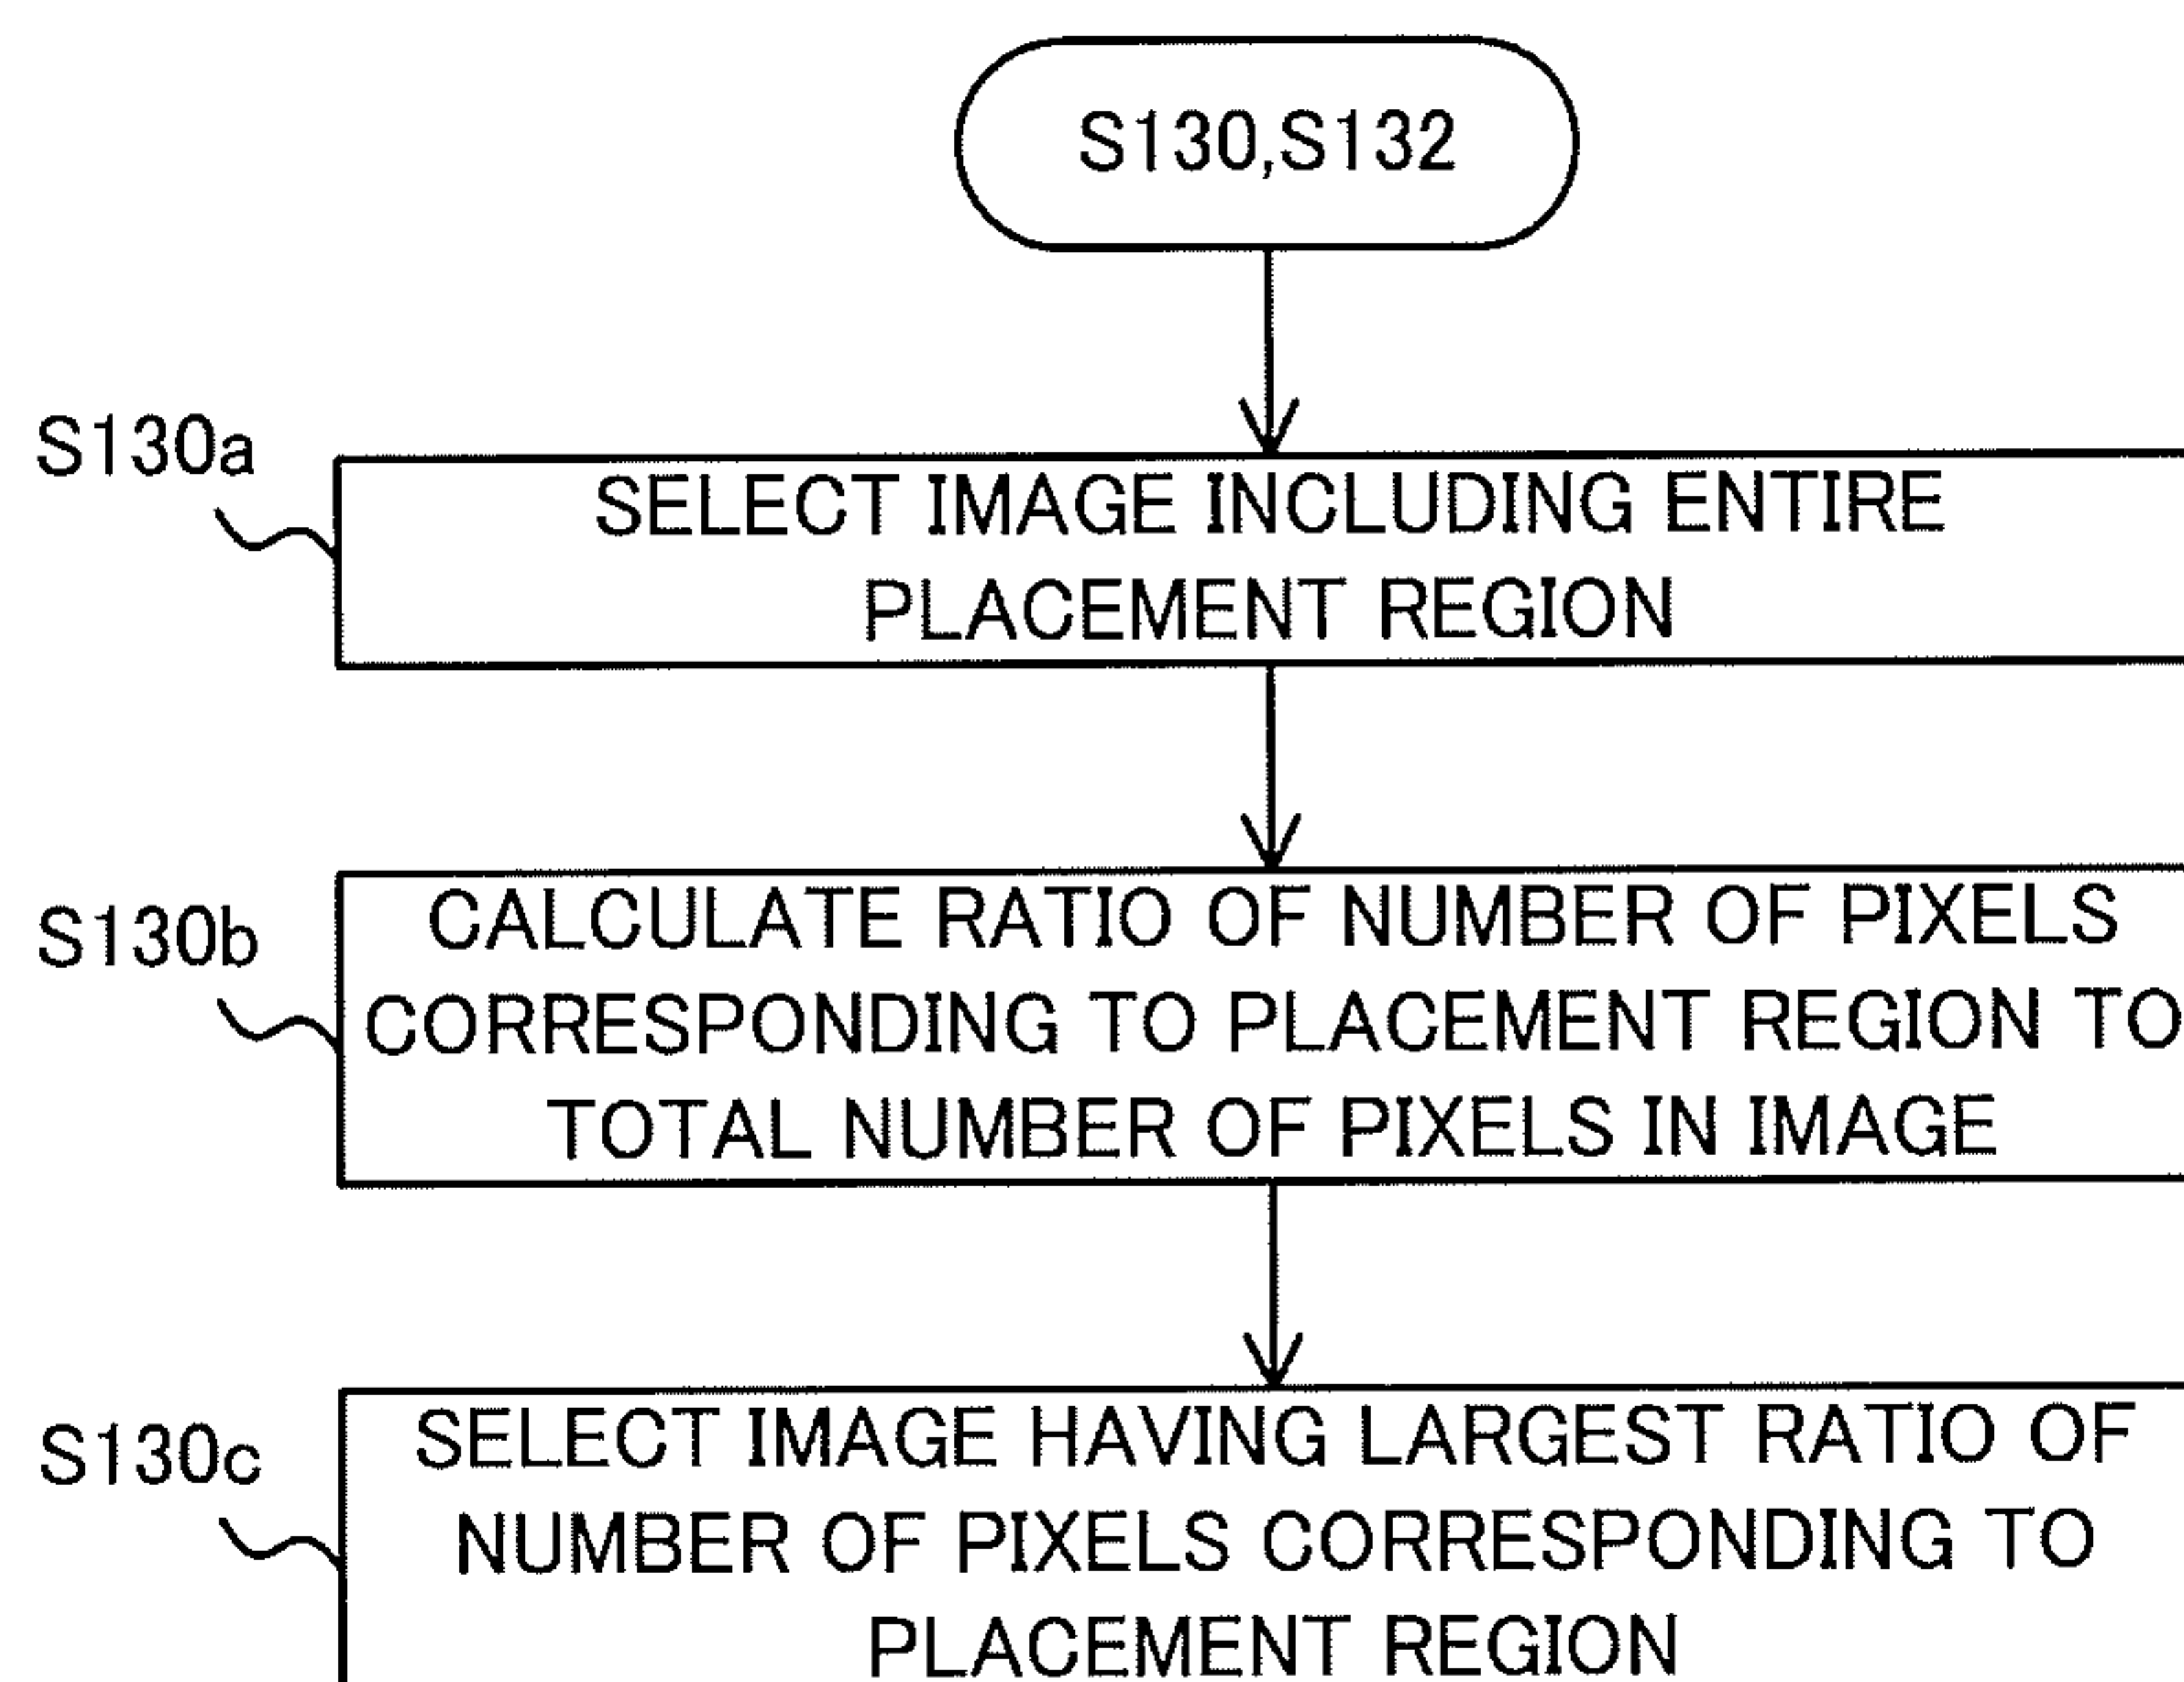 S130,S132
S130a
SELECT IMAGE INCLUDING ENTIRE
PLACEMENT REGION
S130b
CALCULATE RATIO OF NUMBER OF PIXELS
CORRESPONDING TO PLACEMENT REGION TO
TOTAL NUMBER OF PIXELS IN IMAGE
S130c
SELECT IMAGE HAVING LARGEST RATIO OF
NUMBER OF PIXELS CORRESPONDING TO
PLACEMENT REGION